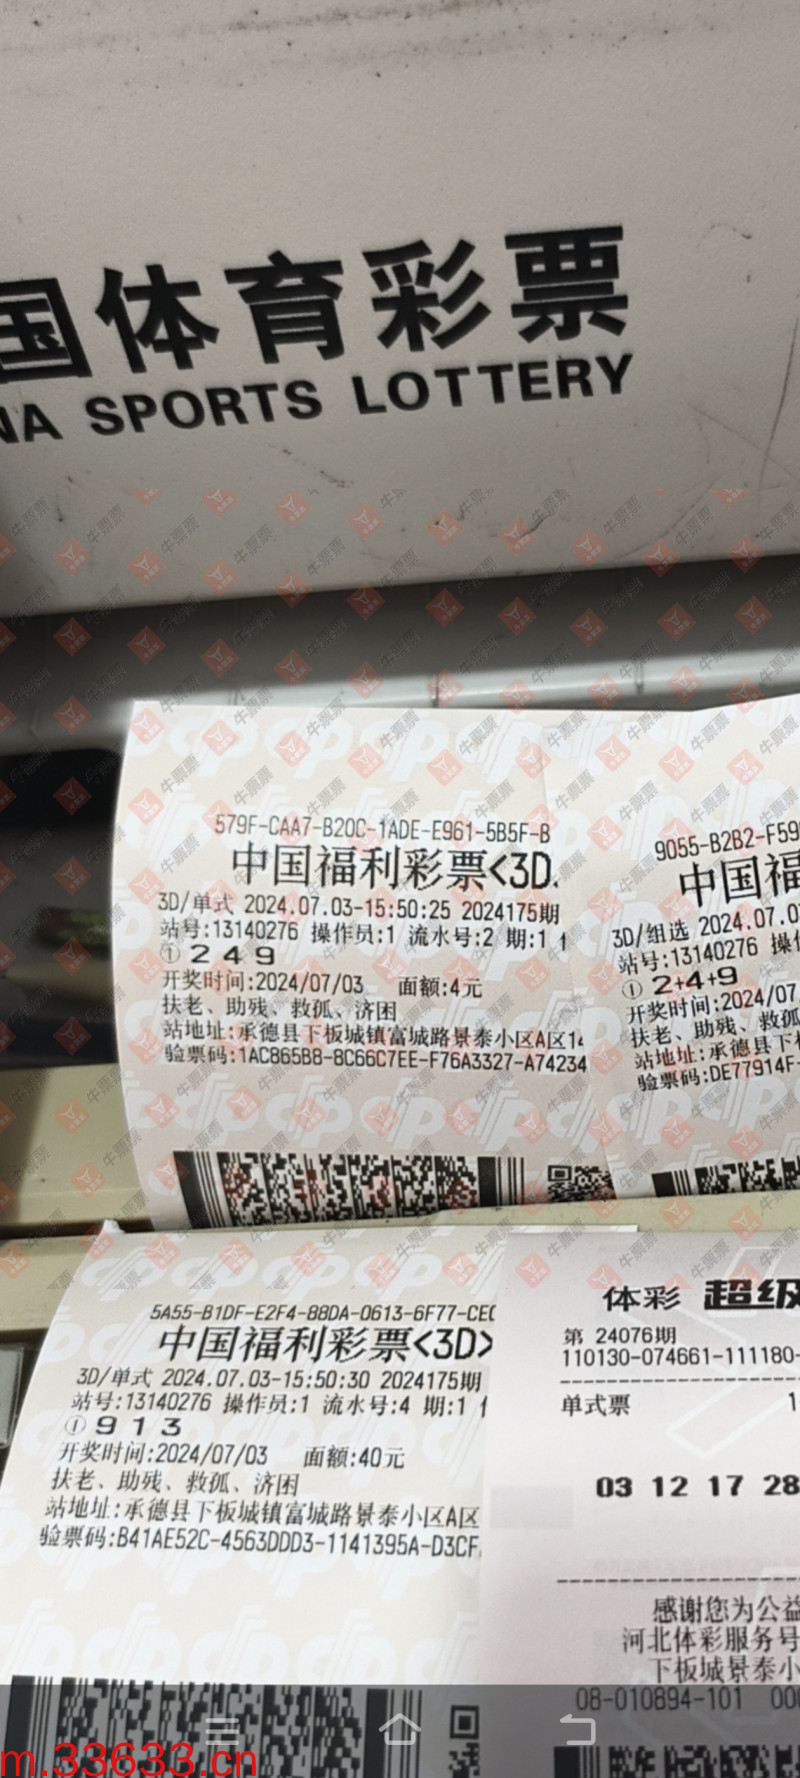 国体育彩票
NA SPORTS LOTTERY
579F-CAA7-B20C-1ADE-E961-5B5F-B
中国福利彩票<3D
3D/单式 2024.07.03-15:50:25 2024175期
站号:13140276 操作员:1 流水号:2 期:1
① 2 4 9
开奖时间:2024/07/03 面额:4元
扶老、助残、救孤、济困
站地址:承德县下板城镇富城路景泰小区A区14
验票码:1AC865B8-8C66C7EE-F76A3327-A74234
9055-B2B2-F59
中国福
3D/组选 2024.07.0
站号:13140276 操
① 2+4+9
开奖时间:2024/07
扶老、助残、救孤
站地址:承德县下
验票码:DE77914F-
5A55-B1DF-E2F4-88DA-0613-6F77-CE
中国福利彩票<3D>
3D/单式 2024.07.03-15:50:30 2024175期
站号:13140276 操作员:1 流水号:4 期:1
① 9 1 3
开奖时间:2024/07/03 面额:40元
扶老、助残、救孤、济困
站地址:承德县下板城镇富城路景泰小区A区
验票码:B41AE52C-4563DDD3-1141395A-D3CF
体彩 超级
第 24076期
110130-074661-111180-
单式票 1
03 12 17 28
感谢您为公益
河北体彩服务号
下板城景泰小
08-010894-101 00
牛票票
m.33633.cn